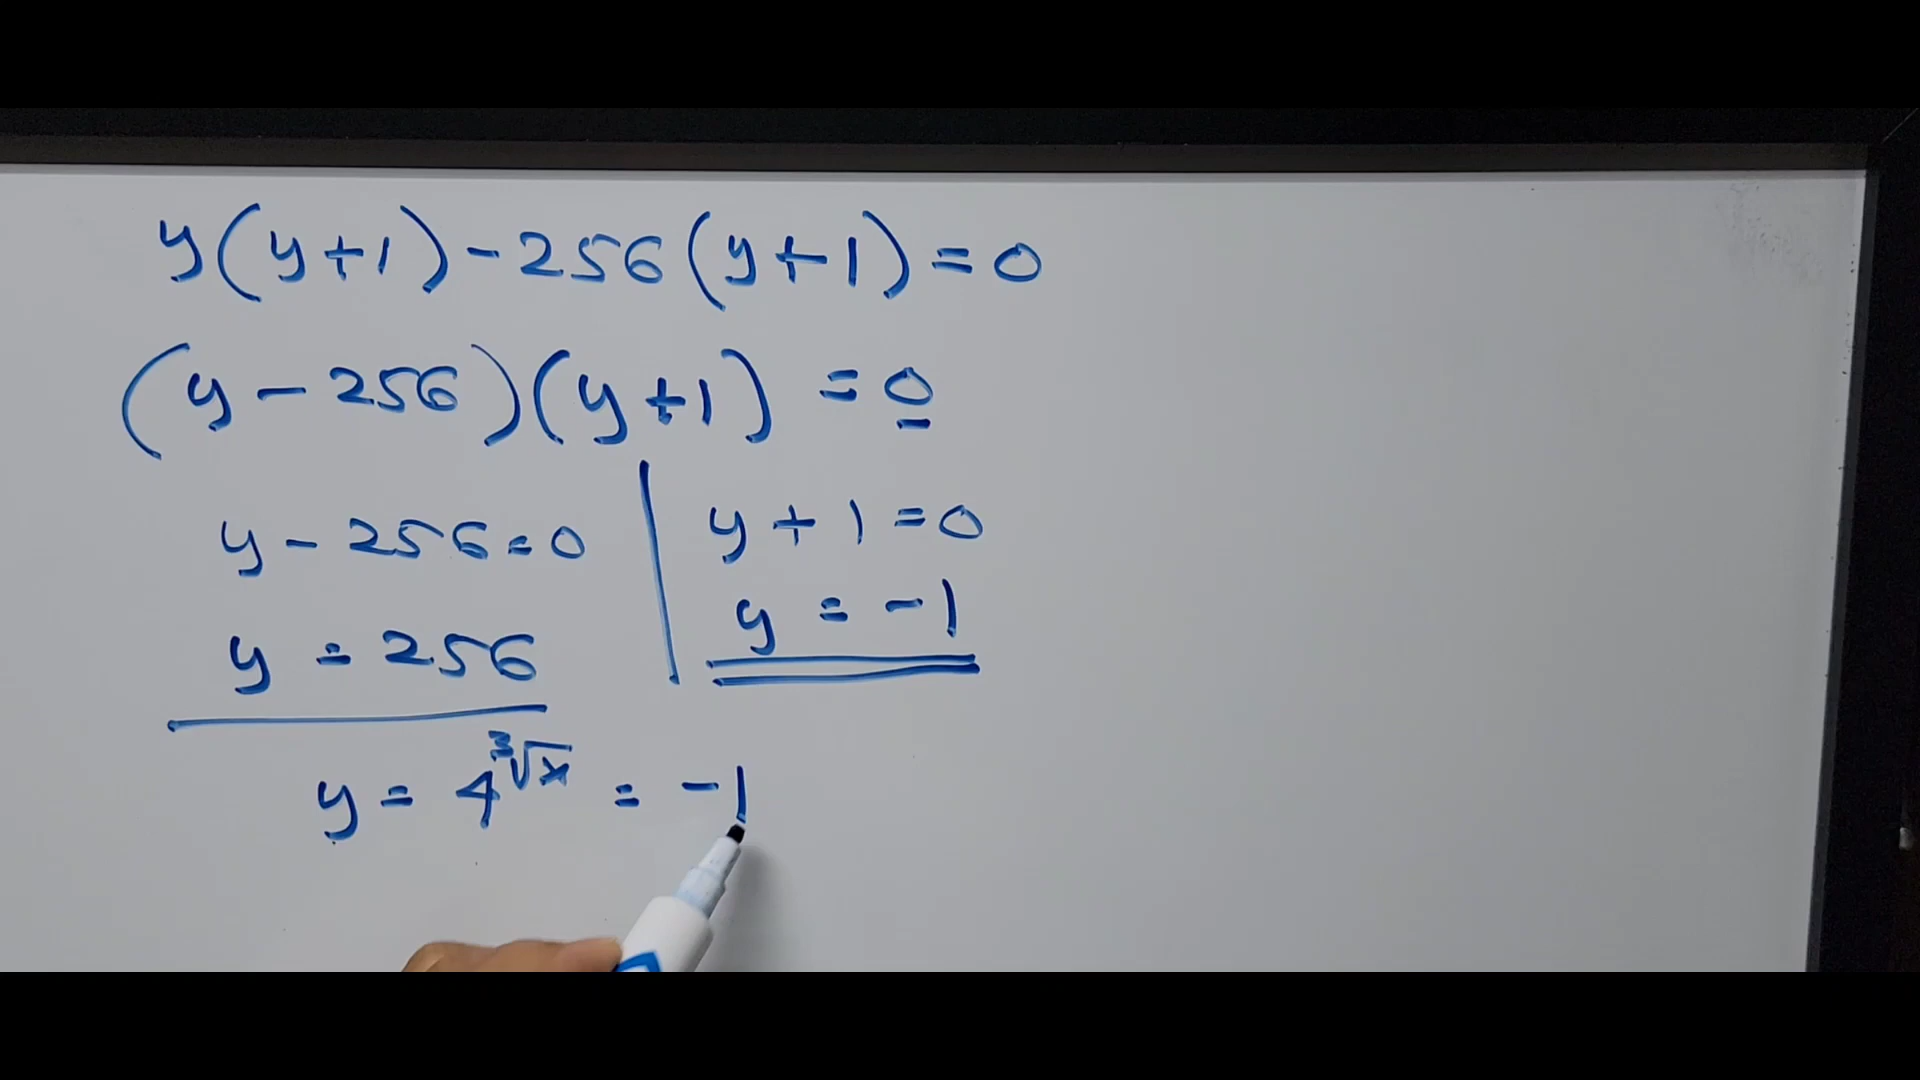 y(y+1)-256(y+1)=0
(y-256)(y+1)=0
y-256=0
y=256
y+1=0
y=-1
y=4^∛x=-1